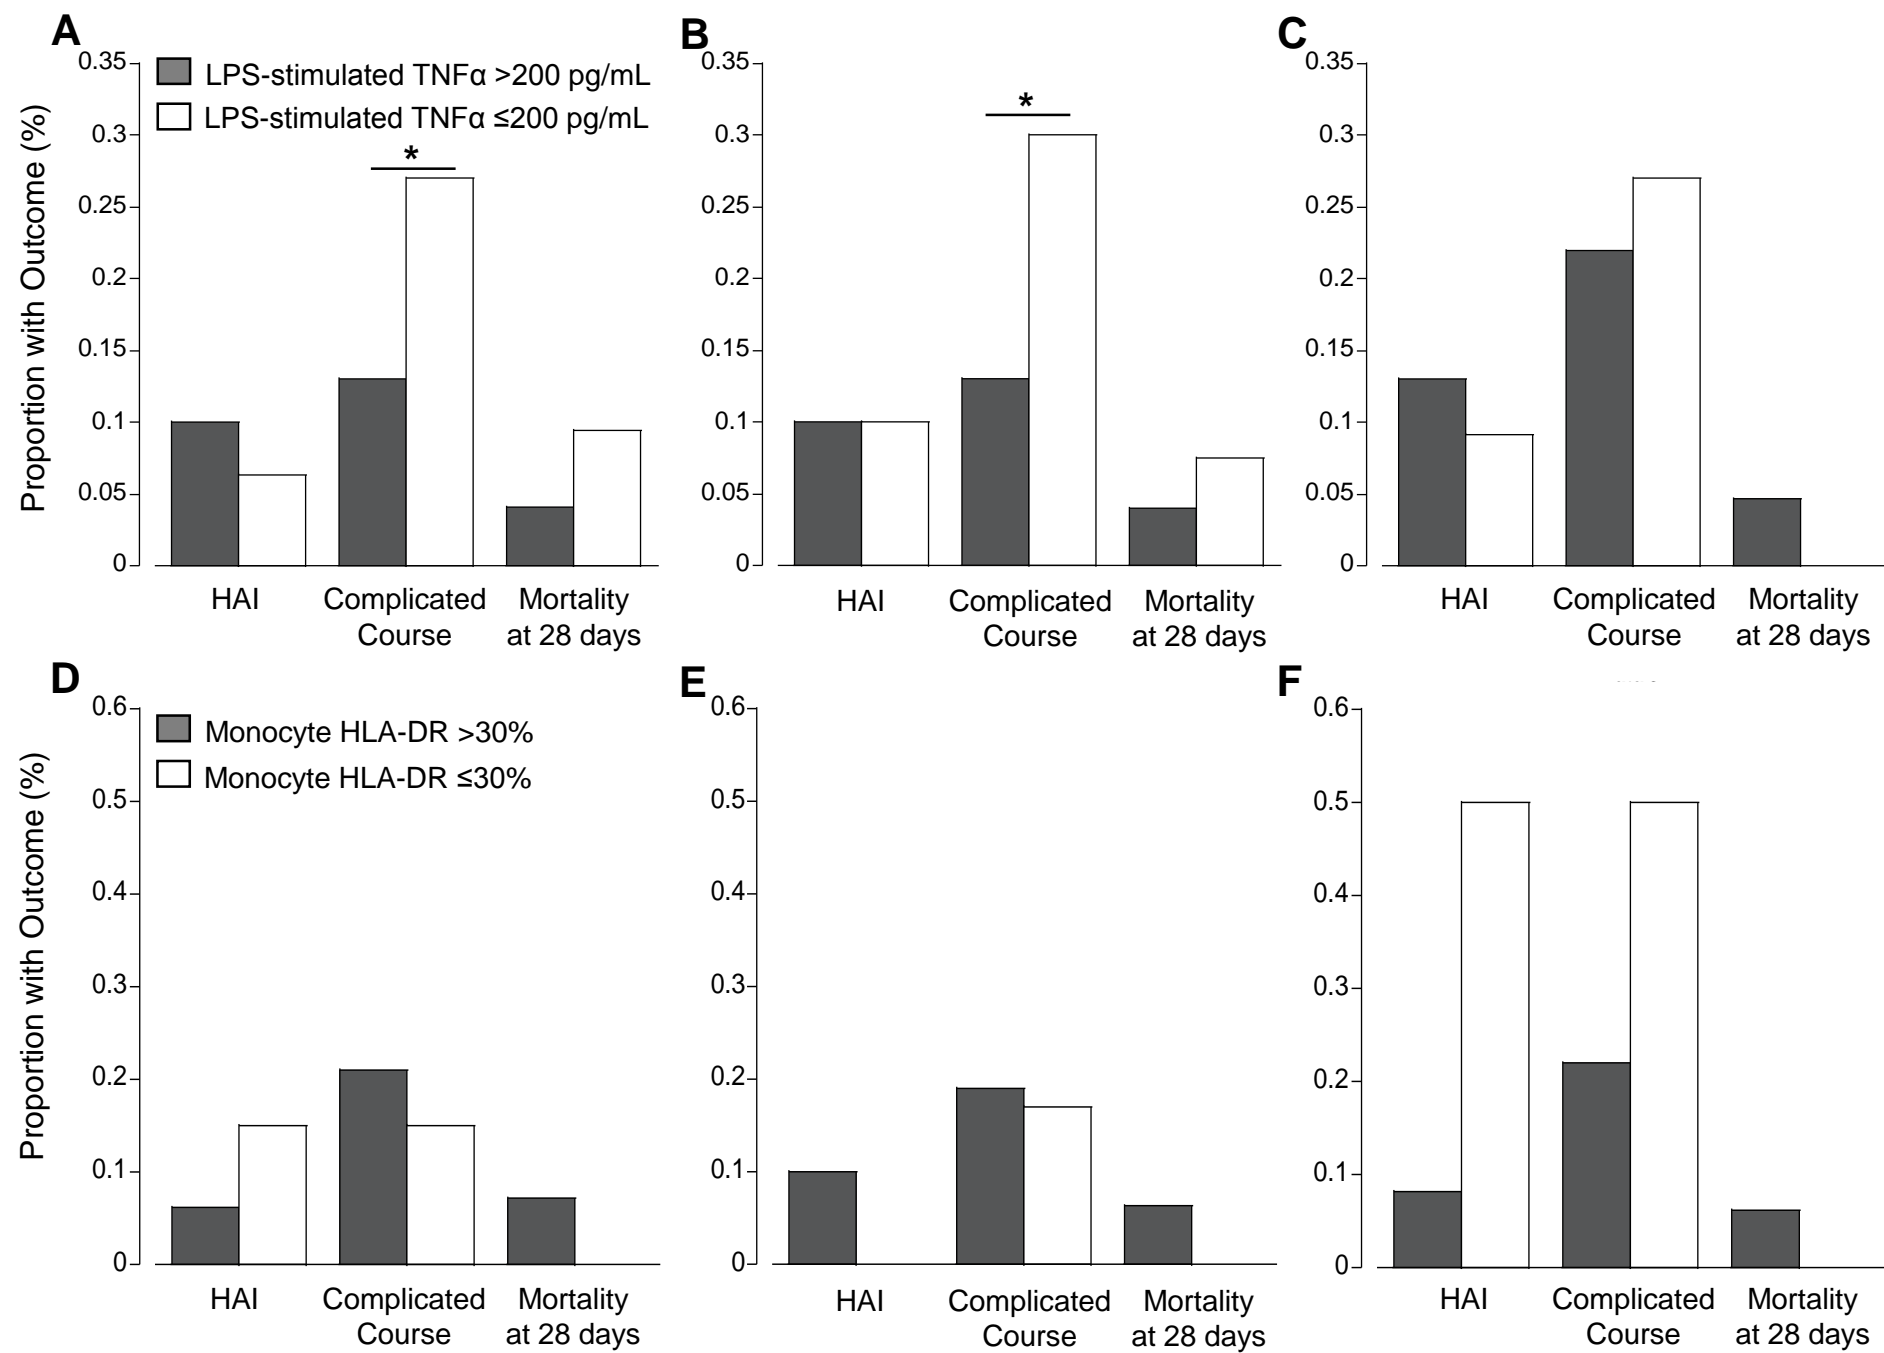 A
B
C
LPS-stimulated TNFα >200 pg/mL
LPS-stimulated TNFα ≤200 pg/mL
Proportion with Outcome (%)
0.35
0.3
0.25
0.2
0.15
0.1
0.05
0
*
HAI
Complicated
Course
Mortality
at 28 days
0.35
0.3
0.25
0.2
0.15
0.1
0.05
0
*
HAI
Complicated
Course
Mortality
at 28 days
0.35
0.3
0.25
0.2
0.15
0.1
0.05
0
HAI
Complicated
Course
Mortality
at 28 days
D
E
F
Monocyte HLA-DR >30%
Monocyte HLA-DR ≤30%
Proportion with Outcome (%)
0.6
0.5
0.4
0.3
0.2
0.1
0
HAI
Complicated
Course
Mortality
at 28 days
0.6
0.5
0.4
0.3
0.2
0.1
0
HAI
Complicated
Course
Mortality
at 28 days
0.6
0.5
0.4
0.3
0.2
0.1
0
HAI
Complicated
Course
Mortality
at 28 days